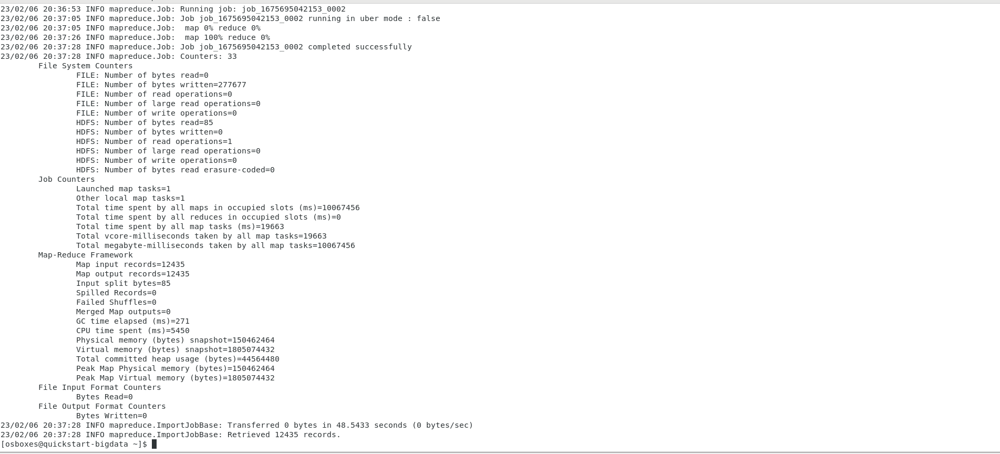 23/02/06 20:36:53 INFO mapreduce.Job: Running job: job_1675695042153_0002
23/02/06 20:37:05 INFO mapreduce.Job: Job job_1675695042153_0002 running in uber mode : false
23/02/06 20:37:05 INFO mapreduce.Job:  map 0% reduce 0%
23/02/06 20:37:26 INFO mapreduce.Job:  map 100% reduce 0%
23/02/06 20:37:28 INFO mapreduce.Job: Job job_1675695042153_0002 completed successfully
23/02/06 20:37:28 INFO mapreduce.Job: Counters: 33
File System Counters
FILE: Number of bytes read=0
FILE: Number of bytes written=277677
FILE: Number of read operations=0
FILE: Number of large read operations=0
FILE: Number of write operations=0
HDFS: Number of bytes read=85
HDFS: Number of bytes written=0
HDFS: Number of read operations=1
HDFS: Number of large read operations=0
HDFS: Number of write operations=0
HDFS: Number of bytes read erasure-coded=0
Job Counters
Launched map tasks=1
Other local map tasks=1
Total time spent by all maps in occupied slots (ms)=10067456
Total time spent by all reduces in occupied slots (ms)=0
Total time spent by all map tasks (ms)=19663
Total vcore-milliseconds taken by all map tasks=19663
Total megabyte-milliseconds taken by all map tasks=10067456
Map-Reduce Framework
Map input records=12435
Map output records=12435
Input split bytes=85
Spilled Records=0
Failed Shuffles=0
Merged Map outputs=0
GC time elapsed (ms)=271
CPU time spent (ms)=5450
Physical memory (bytes) snapshot=150462464
Virtual memory (bytes) snapshot=1805074432
Total committed heap usage (bytes)=44564480
Peak Map Physical memory (bytes)=150462464
Peak Map Virtual memory (bytes)=1805074432
File Input Format Counters
Bytes Read=0
File Output Format Counters
Bytes Written=0
23/02/06 20:37:28 INFO mapreduce.ImportJobBase: Transferred 0 bytes in 48.5433 seconds (0 bytes/sec)
23/02/06 20:37:28 INFO mapreduce.ImportJobBase: Retrieved 12435 records.
[osboxes@quickstart-bigdata ~]$